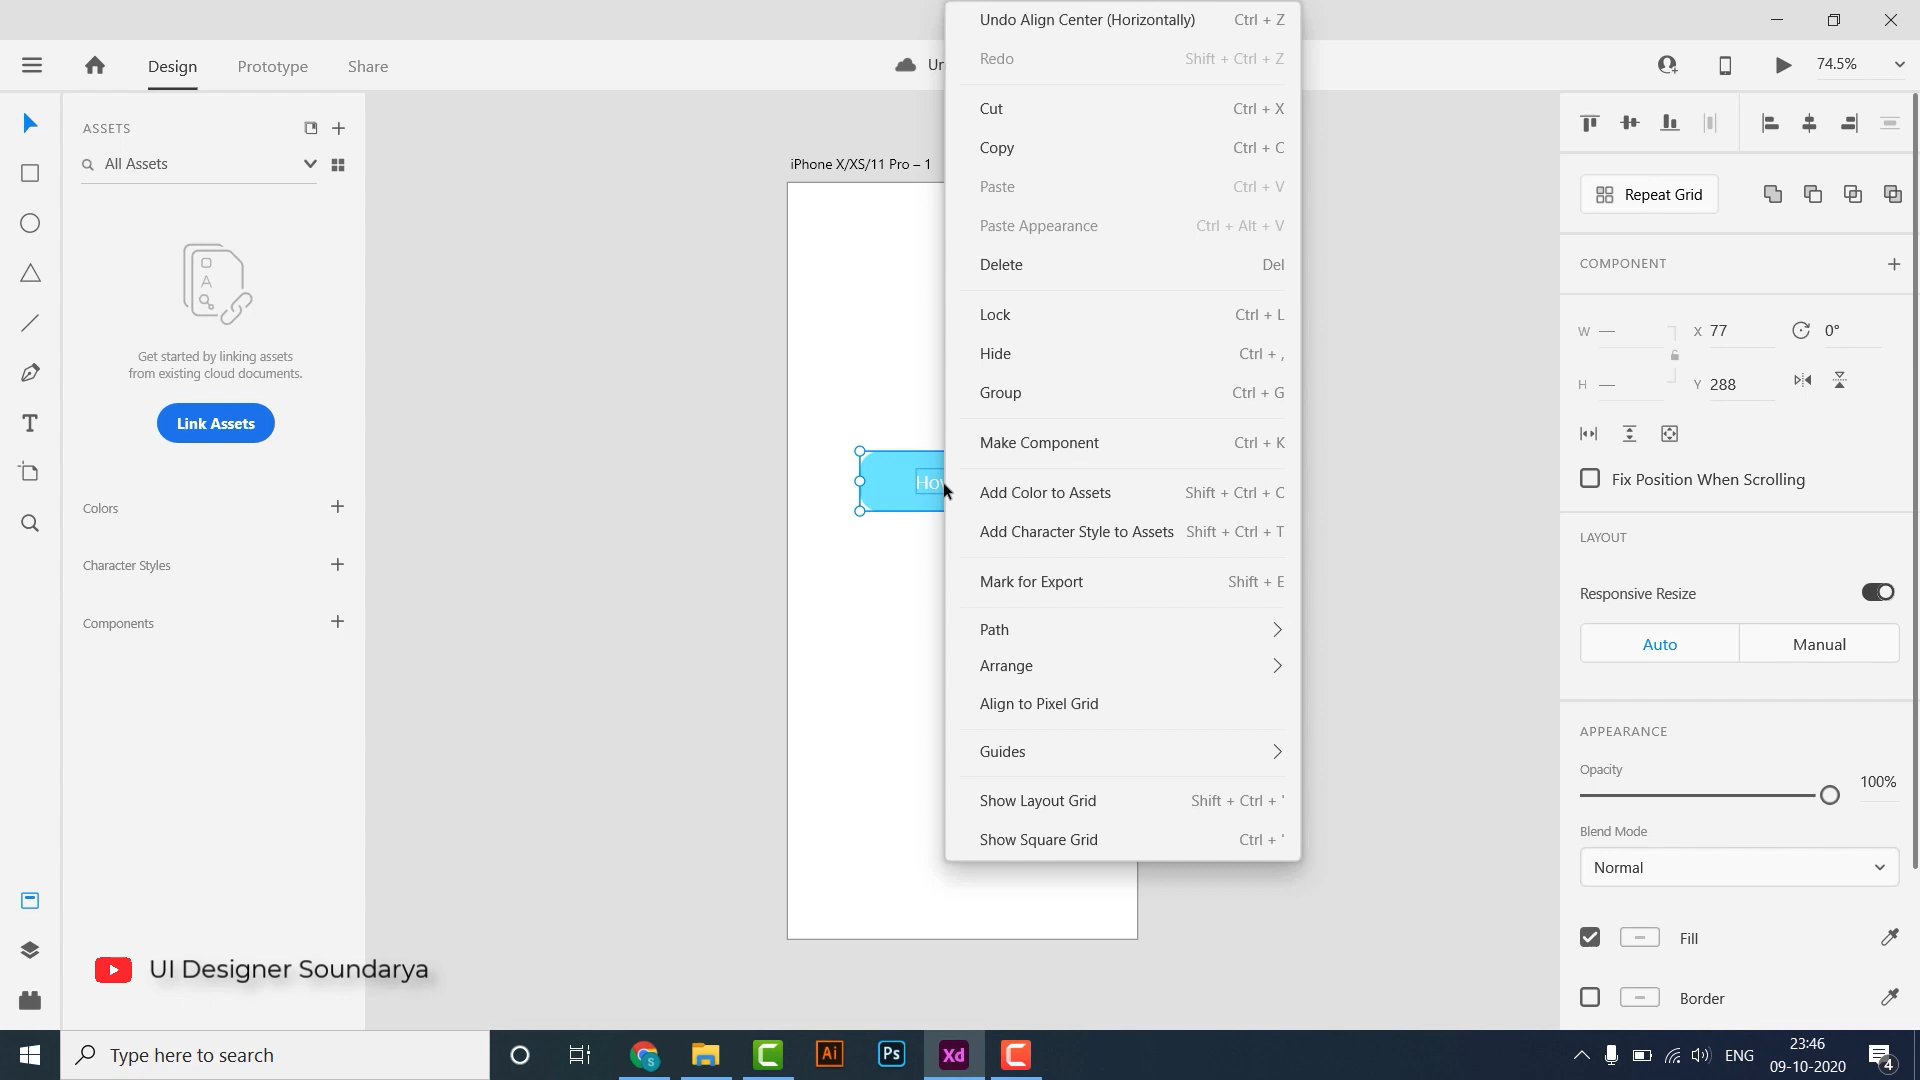 Undo Align Center (Horizontally) Ctrl + Z
Redo Shift + Ctrl + Z
Cut Ctrl + X
Copy Ctrl + C
Paste Ctrl + V
Paste Appearance Ctrl + Alt + V
Delete Del
Lock Ctrl + L
Hide Ctrl + ,
Group Ctrl + G
Make Component Ctrl + K
Add Color to Assets Shift + Ctrl + C
Add Character Style to Assets Shift + Ctrl + T
Mark for Export Shift + E
Path
Arrange
Align to Pixel Grid
Guides
Show Layout Grid Shift + Ctrl + '
Show Square Grid Ctrl + '
Design Prototype Share
74.5%
ASSETS
All Assets
Get started by linking assets
from existing cloud documents.
Link Assets
Colors
Character Styles
Components
UI Designer Soundarya
iPhone X/XS/11 Pro – 1
Repeat Grid
COMPONENT
W — X 77 0°
H — Y 288
Fix Position When Scrolling
LAYOUT
Responsive Resize
Auto Manual
APPEARANCE
Opacity
100%
Blend Mode
Normal
Fill
Border
Type here to search
S
Ai
Ps
Xd
ENG
23:46
09-10-2020
4